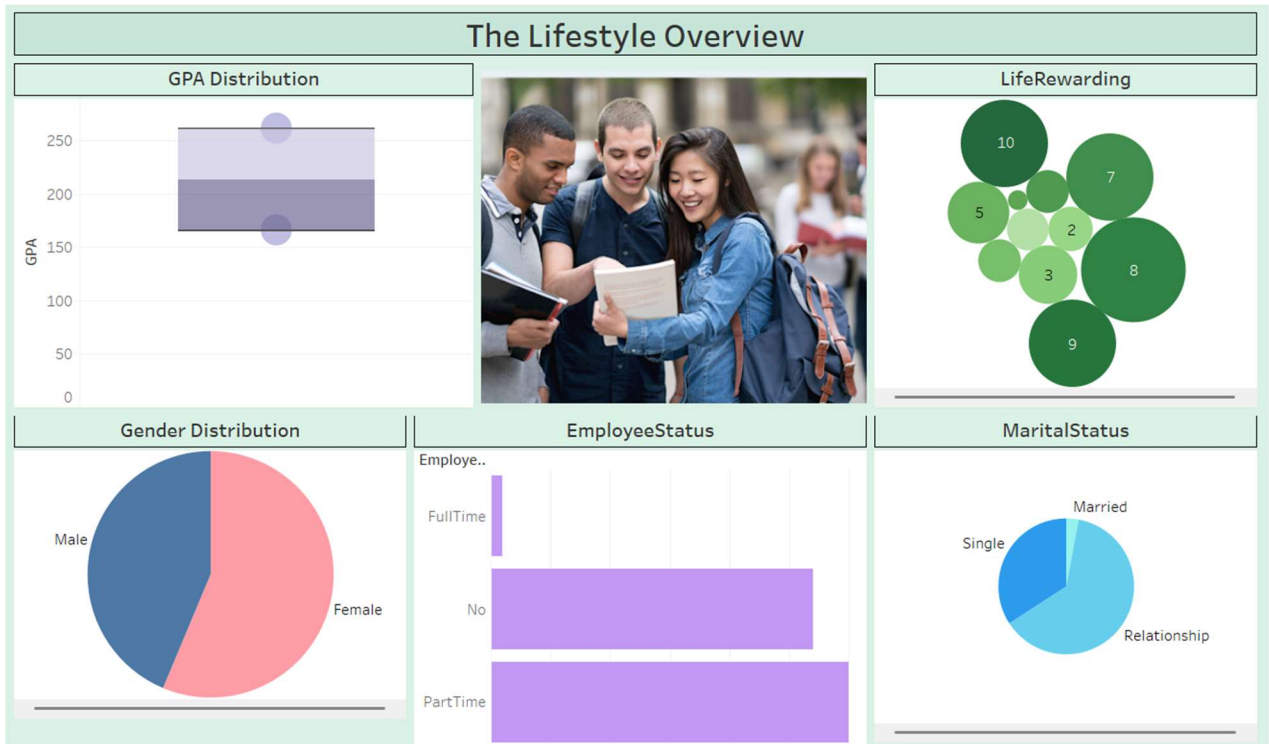 The Lifestyle Overview
GPA Distribution
LifeRewarding
250
200
150
100
50
0
GPA
10
7
5
2
3
8
9
Gender Distribution
EmployeeStatus
MaritalStatus
Male
Female
Employe..
FullTime
No
PartTime
Married
Single
Relationship